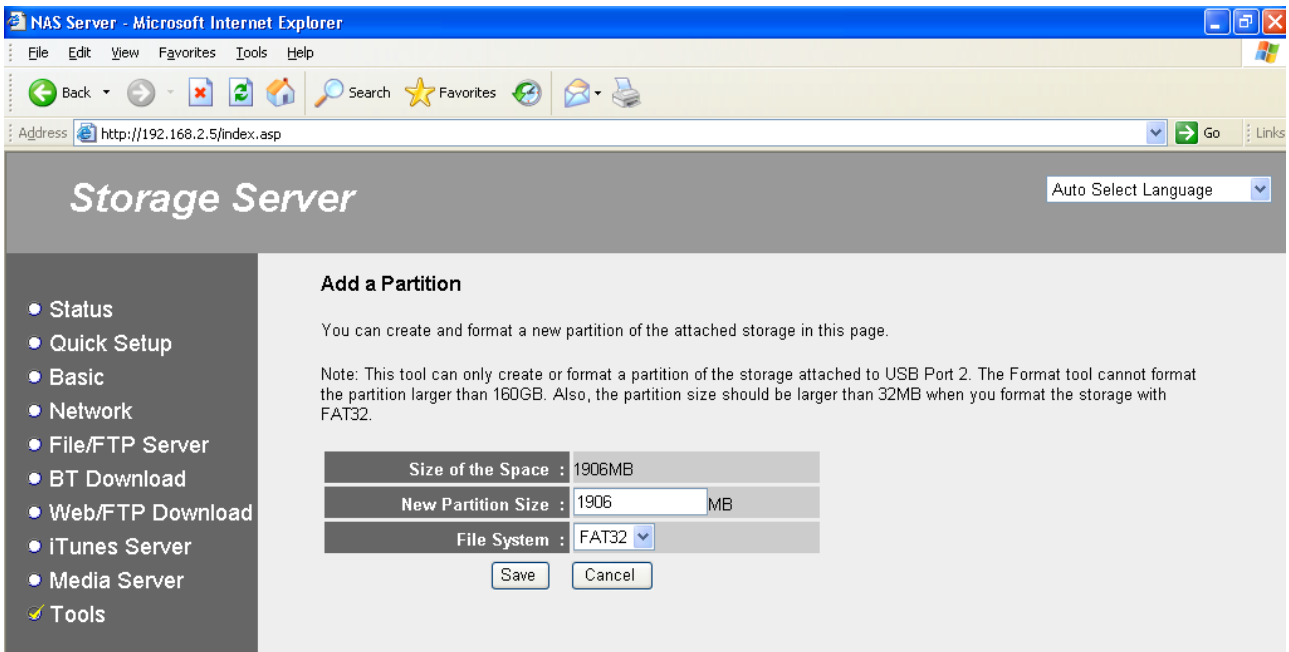 NAS Server - Microsoft Internet Explorer
File Edit View Favorites Tools Help
Back Search Favorites
Address http://192.168.2.5/index.asp Go Links
Storage Server
Auto Select Language
Status
Quick Setup
Basic
Network
File/FTP Server
BT Download
Web/FTP Download
iTunes Server
Media Server
Tools
Add a Partition
You can create and format a new partition of the attached storage in this page.
Note: This tool can only create or format a partition of the storage attached to USB Port 2. The Format tool cannot format
the partition larger than 160GB. Also, the partition size should be larger than 32MB when you format the storage with
FAT32.
Size of the Space : 1906MB
New Partition Size : 1906 MB
File System : FAT32
Save Cancel